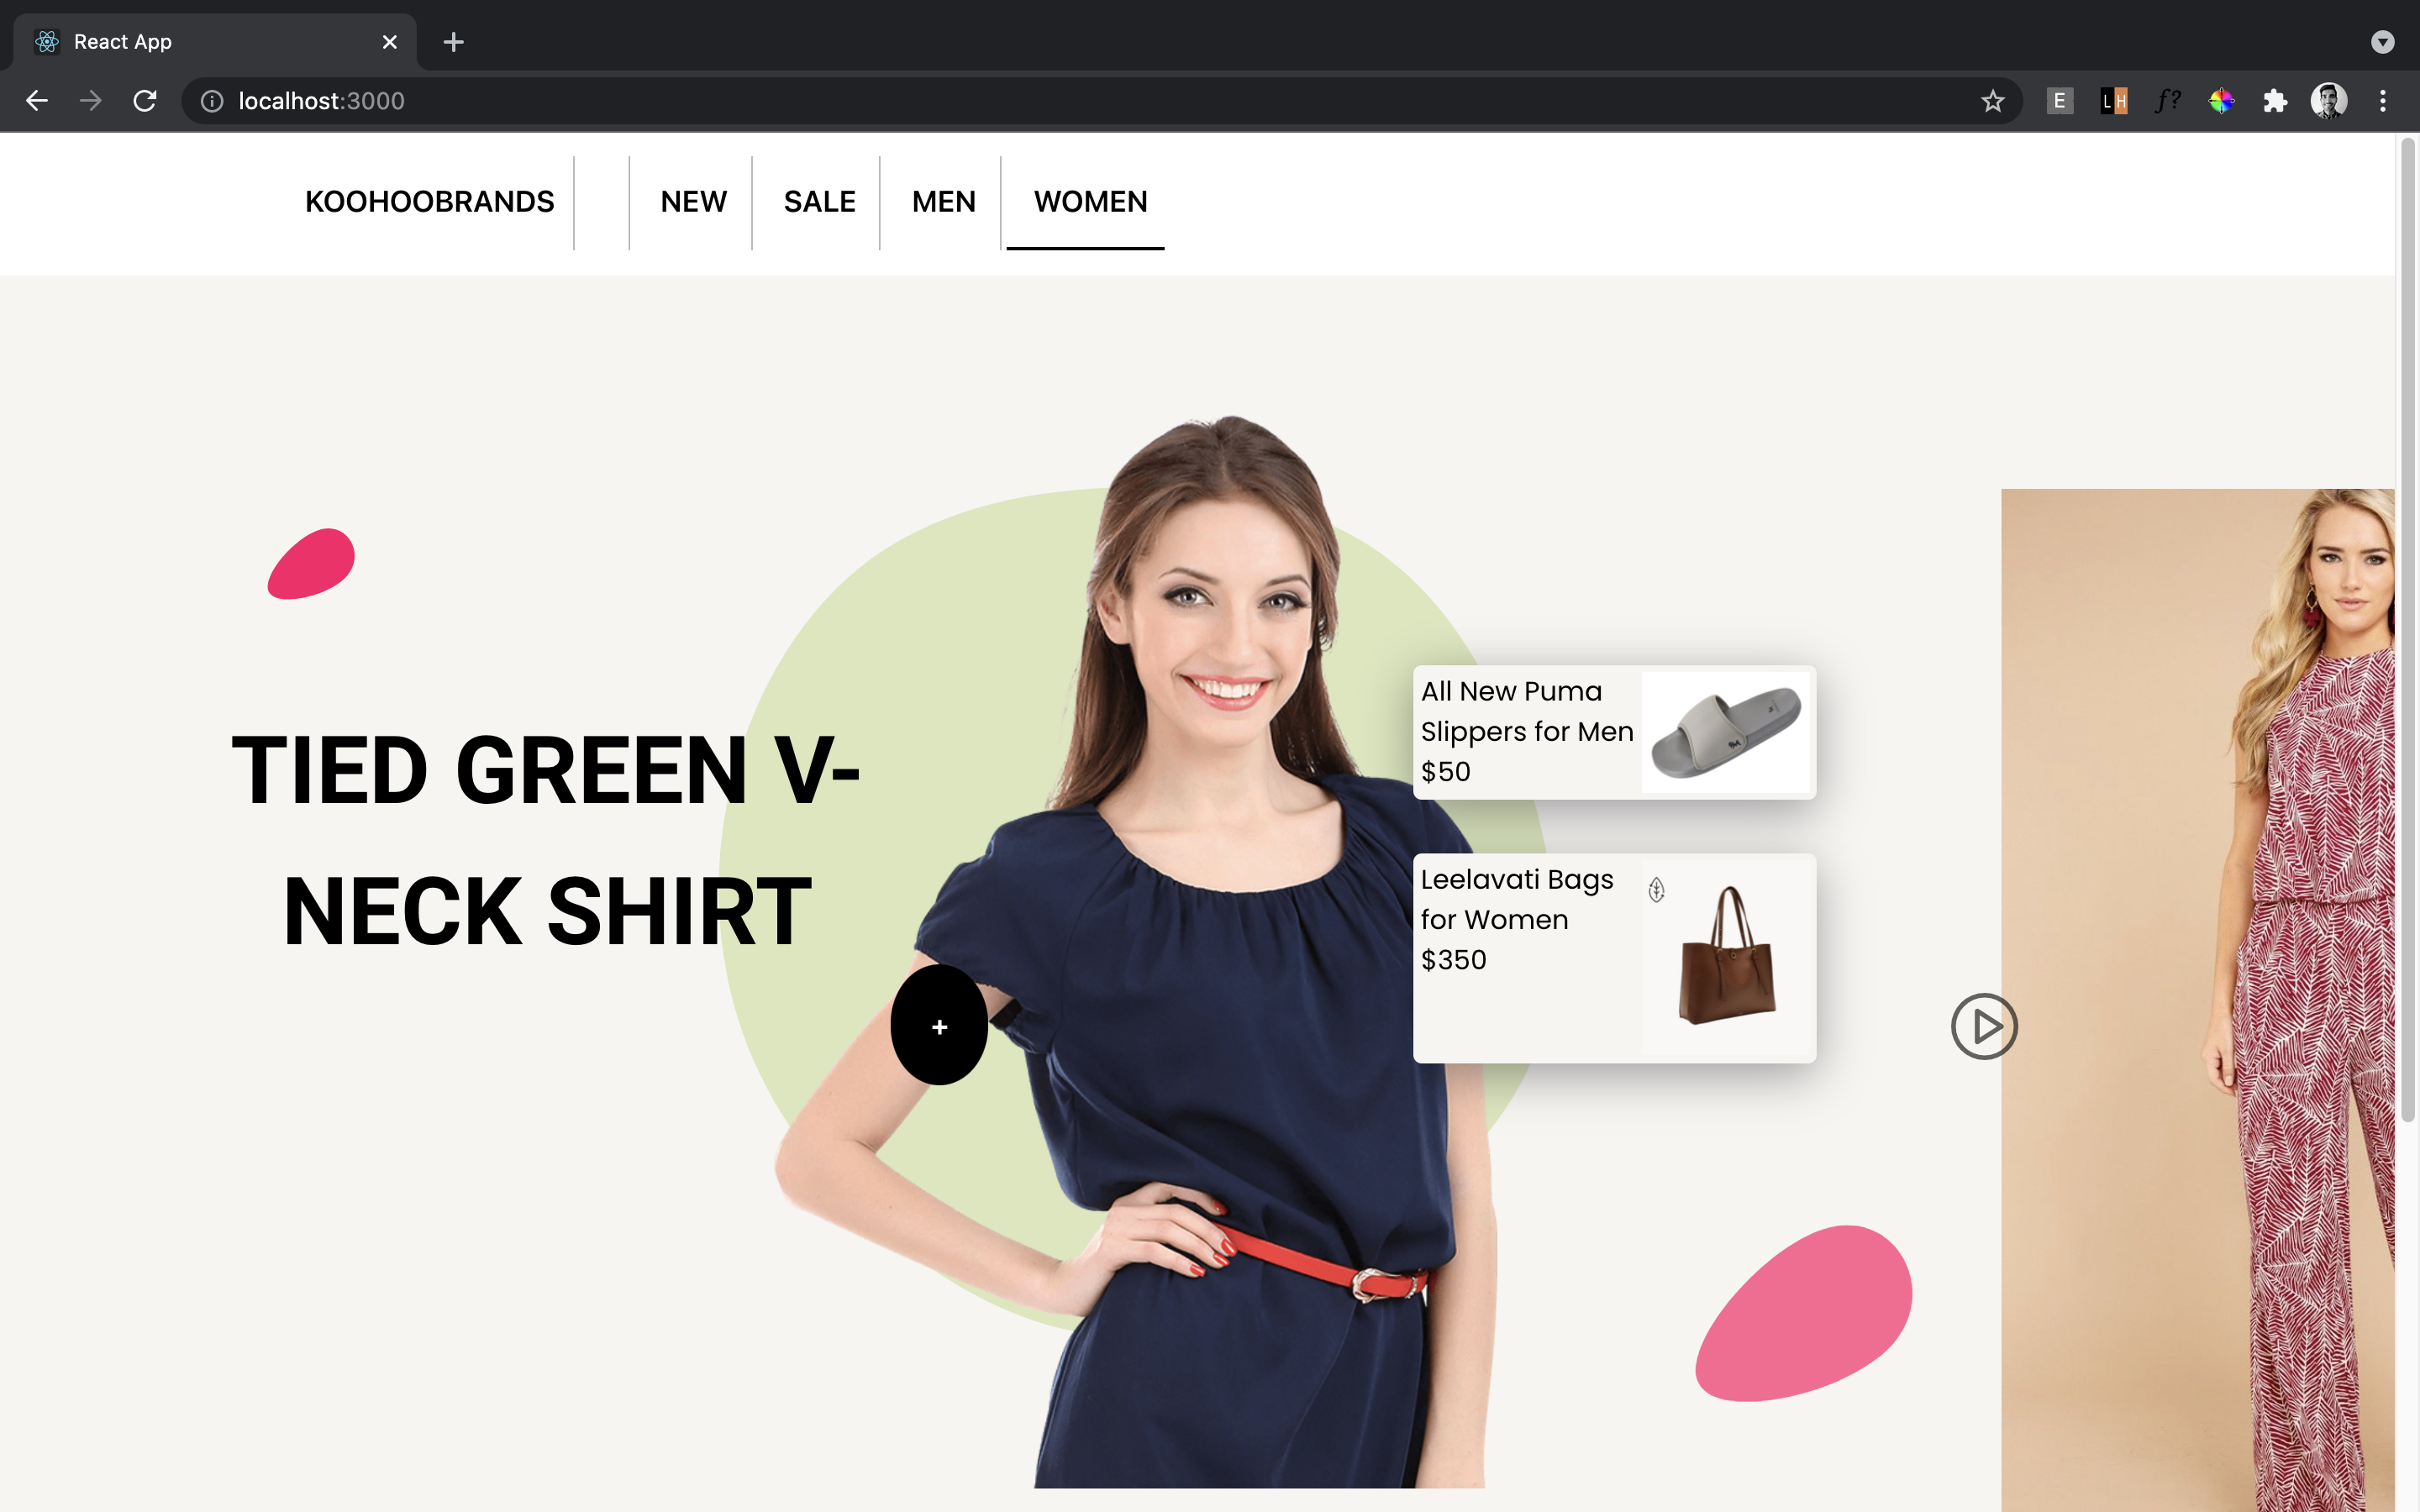 React App
localhost:3000
E
LH
f?
KOOHOOBRANDS
NEW
SALE
MEN
WOMEN
TIED GREEN V-
NECK SHIRT
+
All New Puma
Slippers for Men
$50
Leelavati Bags
for Women
$350